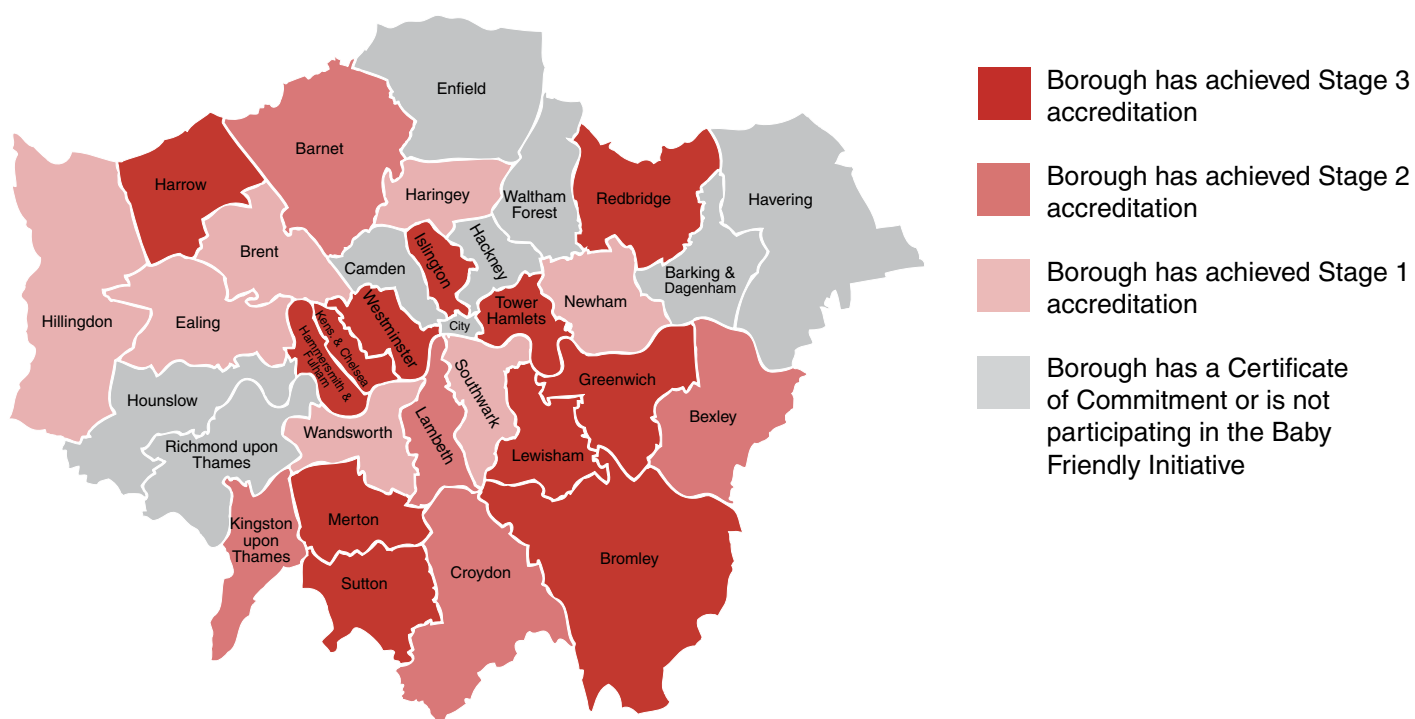 Enfield
Barnet
Harrow
Haringey
Waltham
Forest
Redbridge
Havering
Brent
Camden
Islington
Hackney
Barking &
Dagenham
Hillingdon
Ealing
Newham
Tower
Hamlets
City
Westminster
Kens. & Chelsea
Hammersmith &
Fulham
Hounslow
Richmond upon
Thames
Wandsworth
Lambeth
Southwark
Greenwich
Bexley
Lewisham
Kingston
upon
Thames
Merton
Sutton
Croydon
Bromley
Borough has achieved Stage 3
accreditation
Borough has achieved Stage 2
accreditation
Borough has achieved Stage 1
accreditation
Borough has a Certificate
of Commitment or is not
participating in the Baby
Friendly Initiative